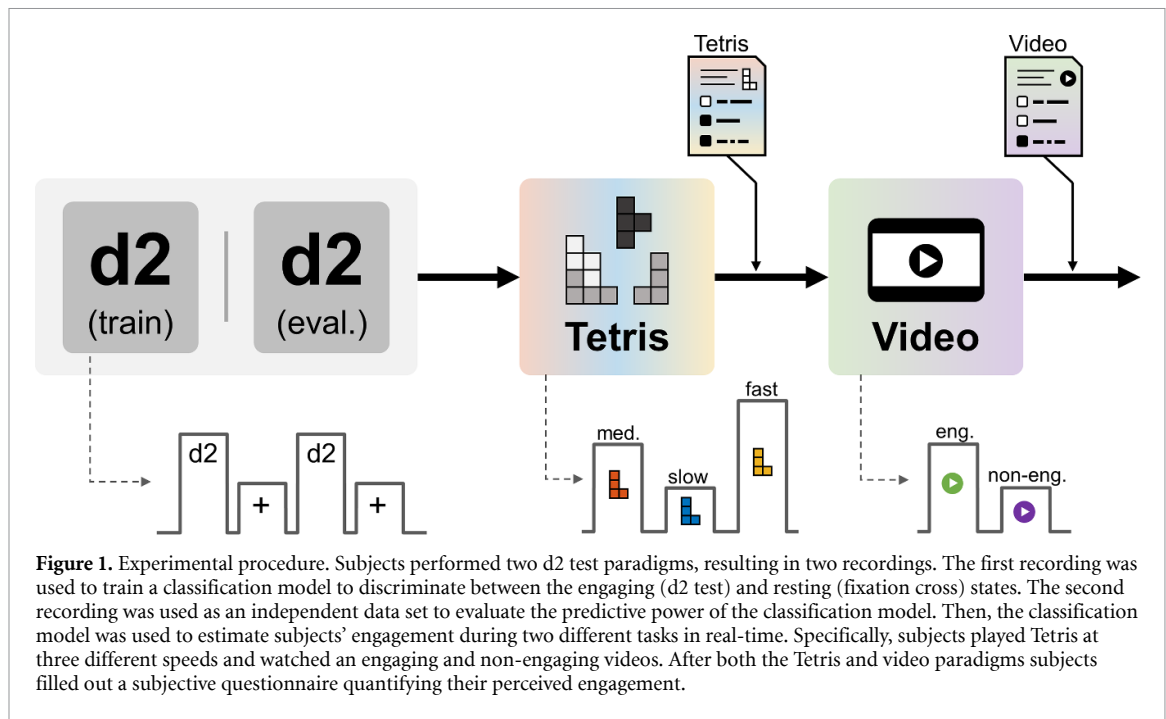 Tetris
Video
d2
(train)
d2
(eval.)
Tetris
Video
d2
+
d2
+
med.
slow
fast
eng.
non-eng.
Figure 1. Experimental procedure. Subjects performed two d2 test paradigms, resulting in two recordings. The first recording was
used to train a classification model to discriminate between the engaging (d2 test) and resting (fixation cross) states. The second
recording was used as an independent data set to evaluate the predictive power of the classification model. Then, the classification
model was used to estimate subjects’ engagement during two different tasks in real-time. Specifically, subjects played Tetris at
three different speeds and watched an engaging and non-engaging videos. After both the Tetris and video paradigms subjects
filled out a subjective questionnaire quantifying their perceived engagement.